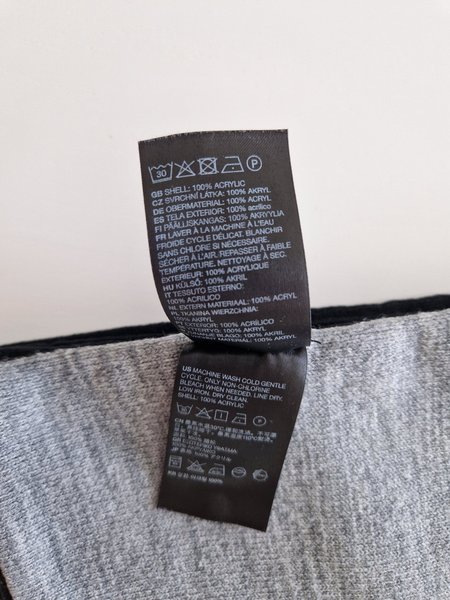 30 P
GB SHELL: 100% ACRYLIC
CZ SVRCHNÍ LÁTKA: 100% AKRYL
DE OBERMATERIAL: 100% ACRYL
ES TELA EXTERIOR: 100% acrílico
FI PÄÄLLIKANGAS: 100% AKRYYLIA
FR LAVER À LA MACHINE À L'EAU
FROIDE CYCLE DÉLICAT. BLANCHIR
SANS CHLORE SI NÉCESSAIRE.
SÉCHER À L'AIR. REPASSER À FAIBLE
TEMPÉRATURE. NETTOYAGE À SEC.
EXTÉRIEUR: 100% ACRYLIQUE
HU KÜLSŐ: 100% AKRIL
IT TESSUTO ESTERNO:
100% ACRILICO
NL EXTERN MATERIAAL: 100% ACRYL
PL TKANINA WIERZCHNIA:
100% AKRYL
EXTERIOR: 100% ACRÍLICO
100% AKRIL
US MACHINE WASH COLD GENTLE
CYCLE, ONLY NON-CHLORINE
BLEACH WHEN NEEDED. LINE DRY,
LOW IRON, DRY CLEAN.
SHELL: 100% ACRYLIC